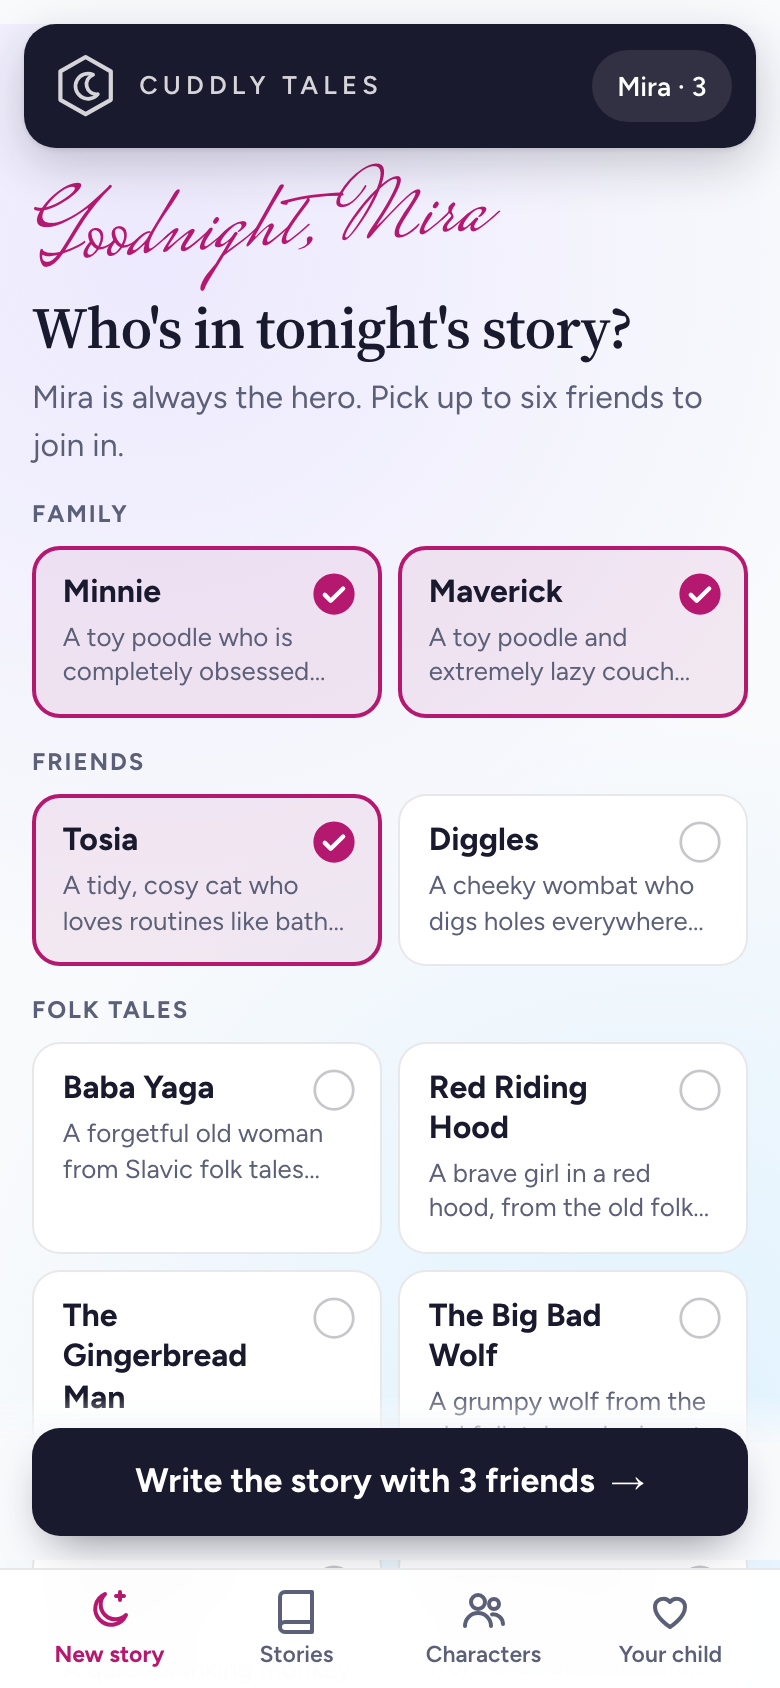 CUDDLY TALES
Mira · 3
Goodnight, Mira
Who's in tonight's story?
Mira is always the hero. Pick up to six friends to
join in.
FAMILY
Minnie
A toy poodle who is
completely obsessed...
Maverick
A toy poodle and
extremely lazy couch...
FRIENDS
Tosia
A tidy, cosy cat who
loves routines like bath...
Diggles
A cheeky wombat who
digs holes everywhere...
FOLK TALES
Baba Yaga
A forgetful old woman
from Slavic folk tales...
Red Riding
Hood
A brave girl in a red
hood, from the old folk...
The
Gingerbread
Man
The Big Bad
Wolf
A grumpy wolf from the
Write the story with 3 friends →
New story
Stories
Characters
Your child